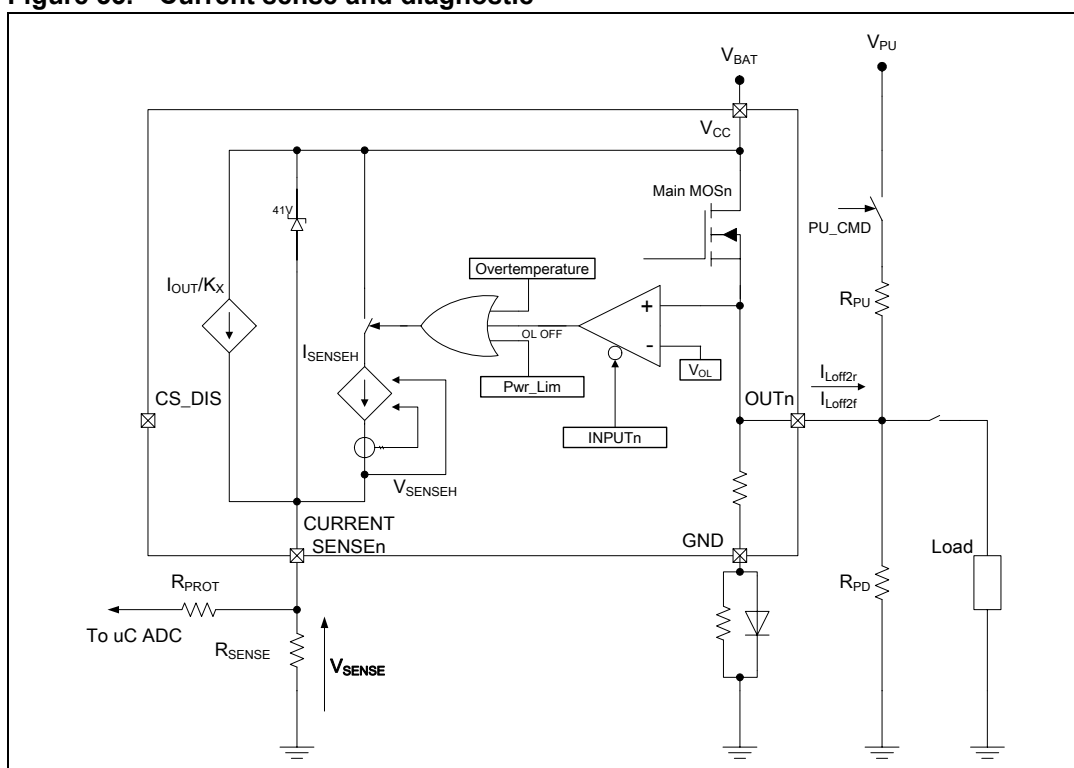 Figure 33. Current sense and diagnostic
VBAT
VPU
VCC
Main MOSn
41V
PU_CMD
Overtemperature
RPU
IOUT/KX
+
OL OFF
-
ISENSEH
VOL
Pwr_Lim
ILoff2r
CS_DIS
OUTn
ILoff2f
INPUTn
VSENSEH
CURRENT
SENSEn
GND
Load
RPROT
RPD
To uC ADC
RSENSE
VSENSE